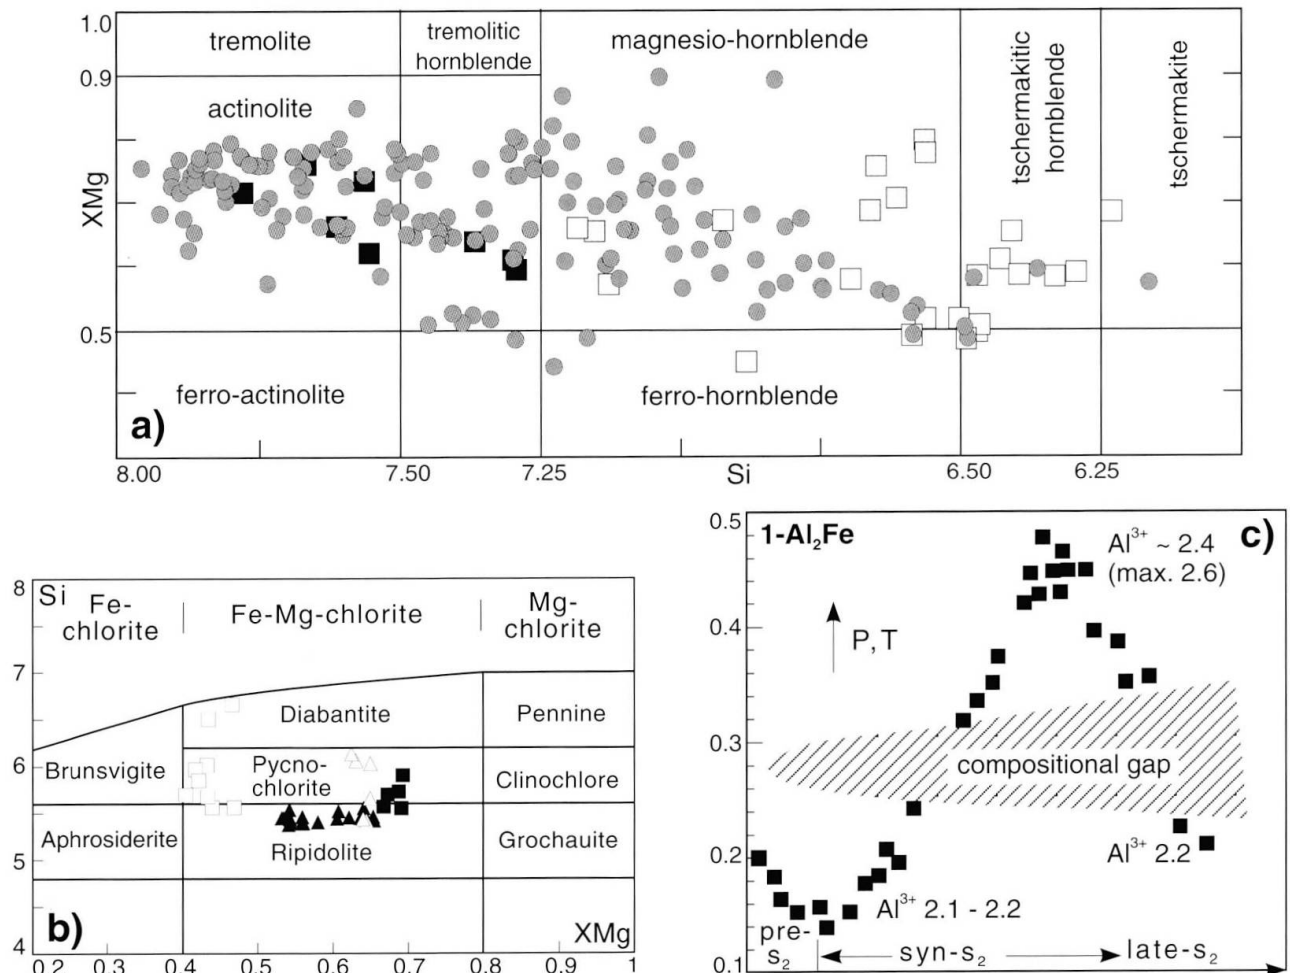 1.0
0.9
0.5
XMg
tremolite
tremolitic
hornblende
magnesio-hornblende
tschermakitic
hornblende
tschermakite
actinolite
ferro-actinolite
ferro-hornblende
a)
8.00
7.50
7.25
Si
6.50
6.25
8
7
6
5
4
Si
Fe-
chlorite
Fe-Mg-chlorite
Mg-
chlorite
Diabantite
Pennine
Brunsvigite
Pycno-
chlorite
Clinochlore
Aphrosiderite
Ripidolite
Grochauite
b)
XMg
0.2
0.3
0.4
0.5
0.6
0.7
0.8
0.9
1
0.5
0.4
0.3
0.2
0.1
1-Al₂Fe
c)
Al³⁺ ~ 2.4
(max. 2.6)
P, T
compositional gap
Al³⁺ 2.2
Al³⁺ 2.1 - 2.2
pre-
s₂
syn-s₂
late-s₂